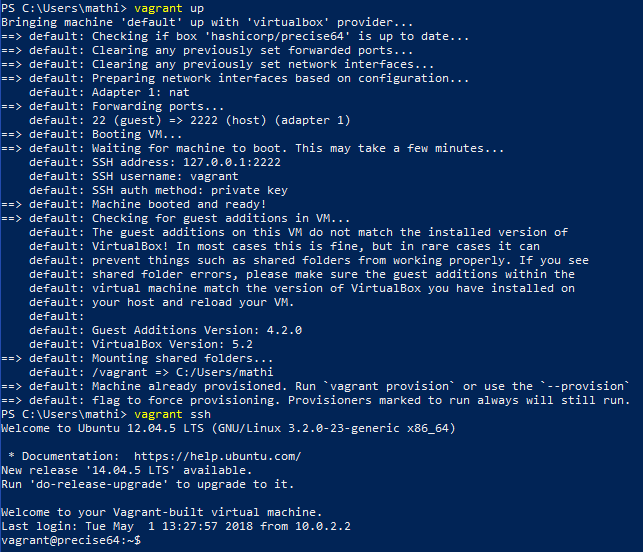 PS C:\Users\mathi> vagrant up
Bringing machine 'default' up with 'virtualbox' provider...
==> default: Checking if box 'hashicorp/precise64' is up to date...
==> default: Clearing any previously set forwarded ports...
==> default: Clearing any previously set network interfaces...
==> default: Preparing network interfaces based on configuration...
    default: Adapter 1: nat
==> default: Forwarding ports...
    default: 22 (guest) => 2222 (host) (adapter 1)
==> default: Booting VM...
==> default: Waiting for machine to boot. This may take a few minutes...
    default: SSH address: 127.0.0.1:2222
    default: SSH username: vagrant
    default: SSH auth method: private key
==> default: Machine booted and ready!
==> default: Checking for guest additions in VM...
    default: The guest additions on this VM do not match the installed version of
    default: VirtualBox! In most cases this is fine, but in rare cases it can
    default: prevent things such as shared folders from working properly. If you see
    default: shared folder errors, please make sure the guest additions within the
    default: virtual machine match the version of VirtualBox you have installed on
    default: your host and reload your VM.
    default:
    default: Guest Additions Version: 4.2.0
    default: VirtualBox Version: 5.2
==> default: Mounting shared folders...
    default: /vagrant => C:/Users/mathi
==> default: Machine already provisioned. Run `vagrant provision` or use the `--provision`
==> default: flag to force provisioning. Provisioners marked to run always will still run.
PS C:\Users\mathi> vagrant ssh
Welcome to Ubuntu 12.04.5 LTS (GNU/Linux 3.2.0-23-generic x86_64)

 * Documentation:  https://help.ubuntu.com/
New release '14.04.5 LTS' available.
Run 'do-release-upgrade' to upgrade to it.

Welcome to your Vagrant-built virtual machine.
Last login: Tue May  1 13:27:57 2018 from 10.0.2.2
vagrant@precise64:~$